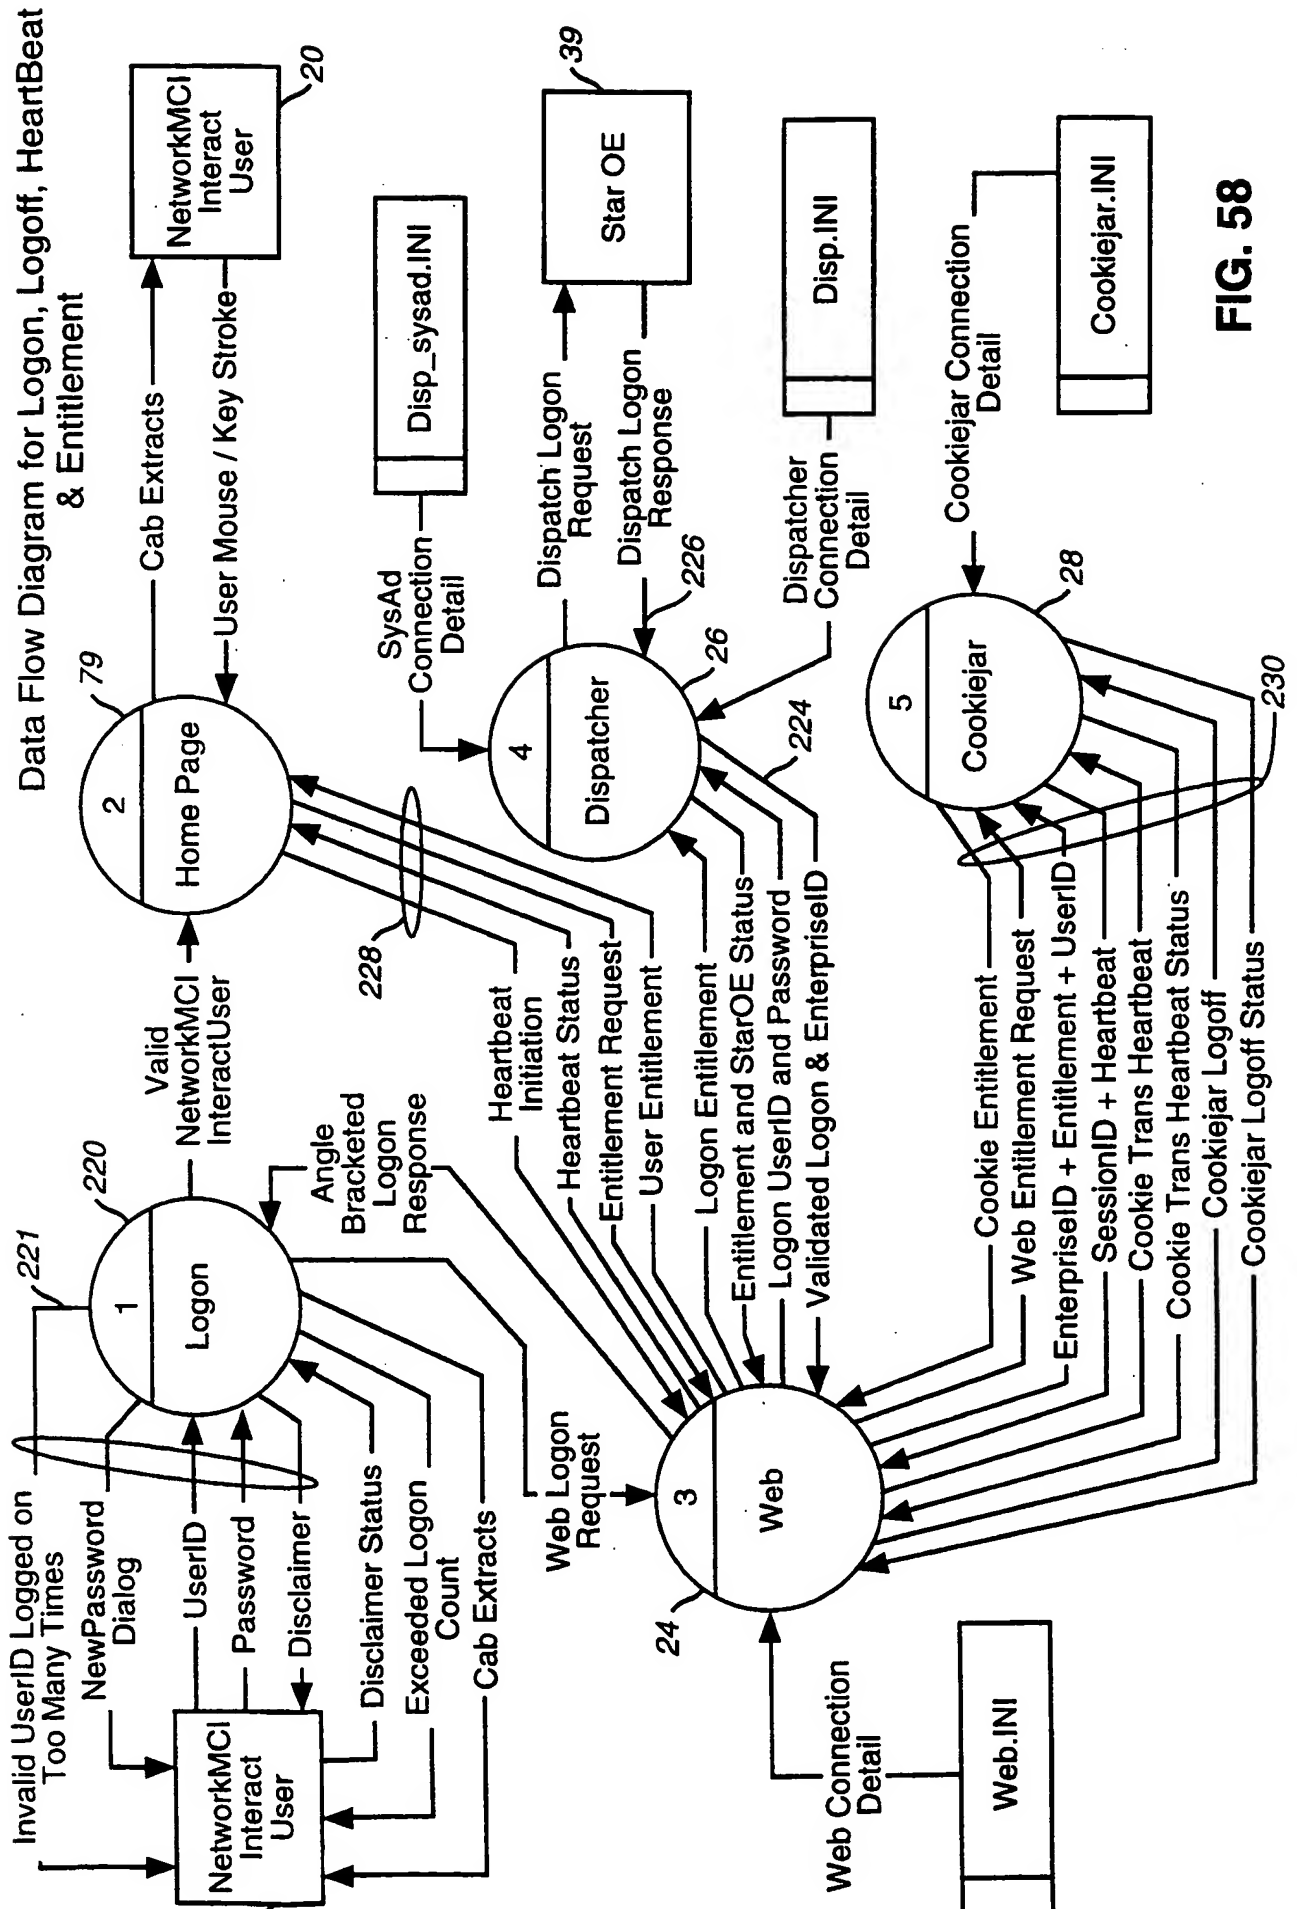 Data Flow Diagram for Logon, Logoff, HeartBeat
& Entitlement
Invalid UserID Logged on
Too Many Times
221
220
NewPassword
Dialog
UserID
Password
Disclaimer
Disclaimer Status
Exceeded Logon
Count
Cab Extracts
NetworkMCI
Interact
User
1
Logon
Valid
NetworkMCI
InteractUser
79
2
Home Page
Cab Extracts
User Mouse / Key Stroke
NetworkMCI
Interact
User
20
Angle
Bracketed
Logon
Response
Web Logon
Request
228
Heartbeat
Initiation
Heartbeat Status
Entitlement Request
User Entitlement
SysAd
Connection
Detail
Disp_sysad.INI
4
Dispatcher
26
226
Dispatch Logon
Request
Dispatch Logon
Response
Star OE
39
Dispatcher
Connection
Detail
Disp.INI
224
Logon Entitlement
Entitlement and StarOE Status
Logon UserID and Password
Validated Logon & EnterpriseID
24
3
Web
Web Connection
Detail
Web.INI
5
Cookiejar
28
Cookiejar Connection
Detail
Cookiejar.INI
230
Cookie Entitlement
Web Entitlement Request
EnterpriseID + Entitlement + UserID
SessionID + Heartbeat
Cookie Trans Heartbeat
Cookie Trans Heartbeat Status
Cookiejar Logoff
Cookiejar Logoff Status
FIG. 58